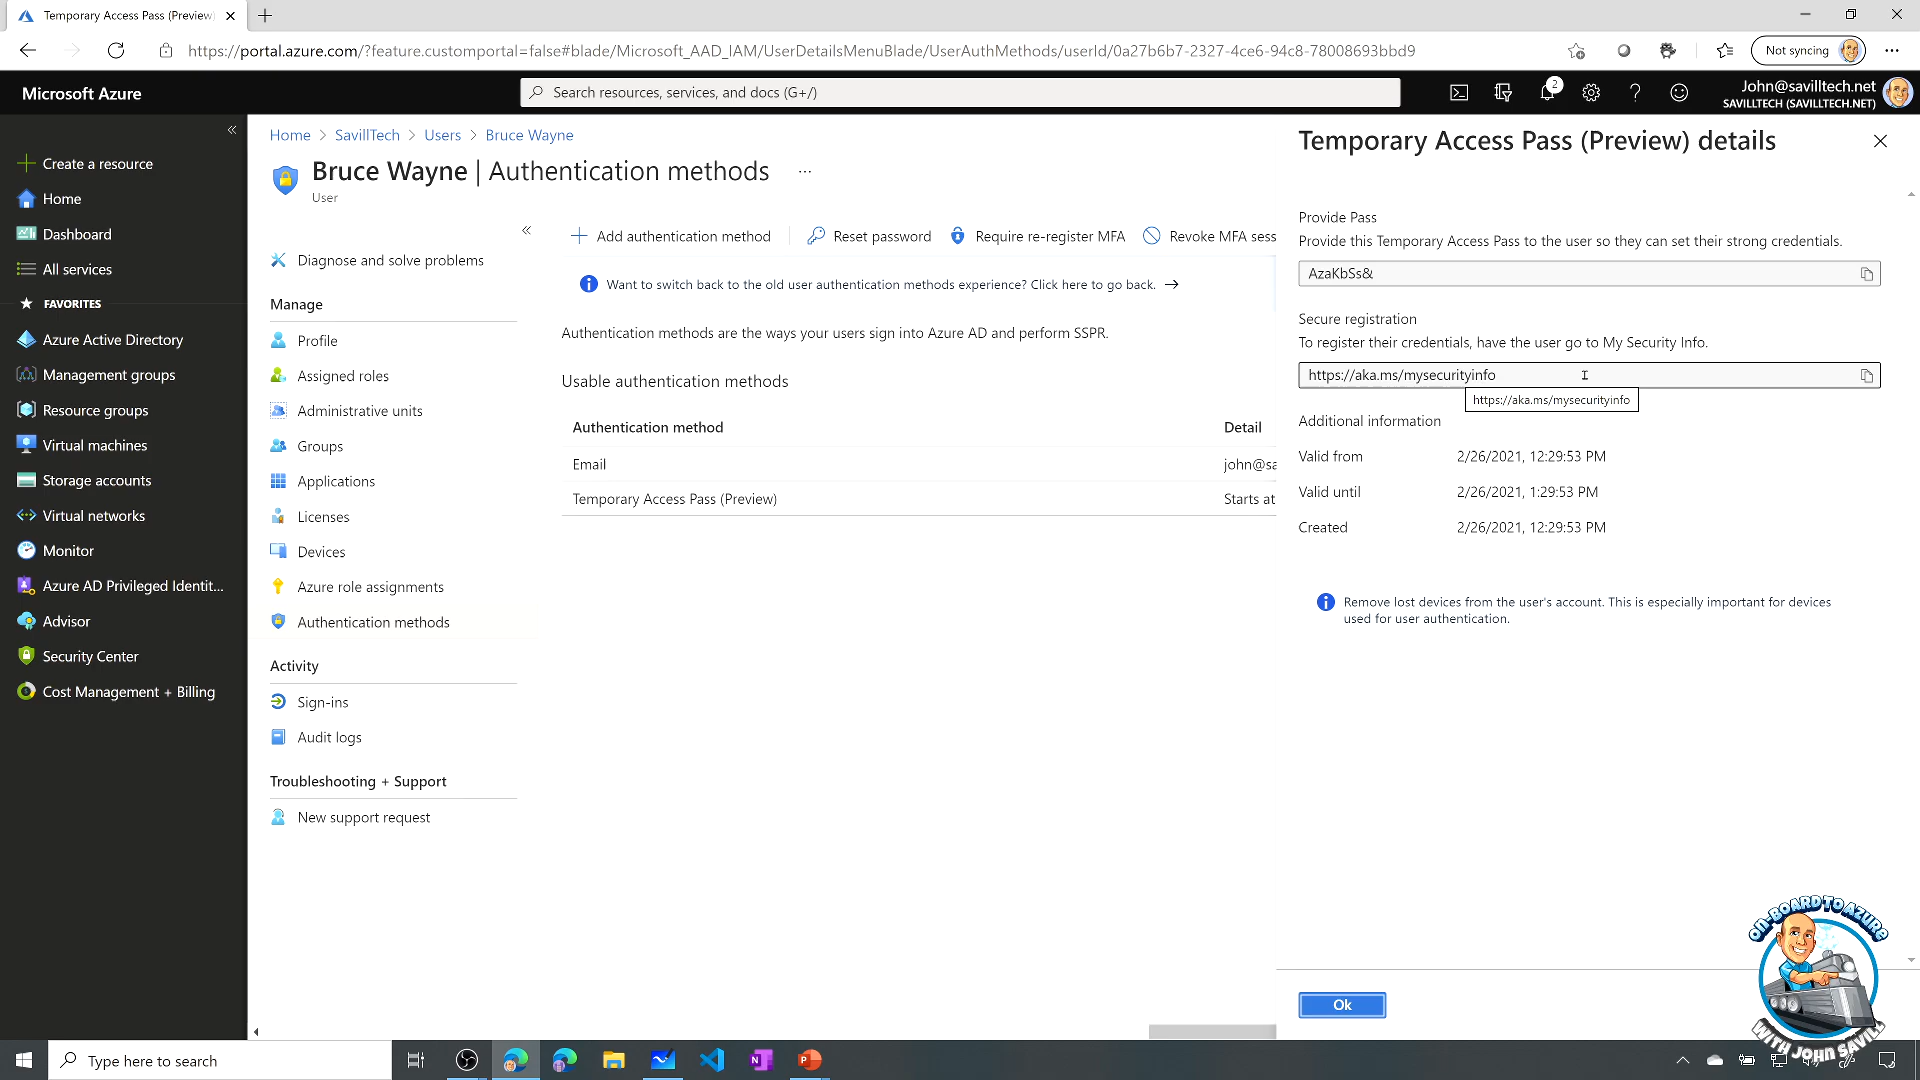 Temporary Access Pass (Preview)
https://portal.azure.com/?feature.customportal=false#blade/Microsoft_AAD_IAM/UserDetailsMenuBlade/UserAuthMethods/userId/0a27b6b7-2327-4ce6-94c8-78008693bbd9
Not syncing
Microsoft Azure
Search resources, services, and docs (G+/)
2
John@savilltech.net
SAVILLTECH (SAVILLTECH.NET)
Create a resource
Home
Dashboard
All services
FAVORITES
Azure Active Directory
Management groups
Resource groups
Virtual machines
Storage accounts
Virtual networks
Monitor
Azure AD Privileged Identit...
Advisor
Security Center
Cost Management + Billing
Home > SavillTech > Users > Bruce Wayne
Bruce Wayne | Authentication methods
User
Diagnose and solve problems
Manage
Profile
Assigned roles
Administrative units
Groups
Applications
Licenses
Devices
Azure role assignments
Authentication methods
Activity
Sign-ins
Audit logs
Troubleshooting + Support
New support request
Add authentication method Reset password Require re-register MFA Revoke MFA sess
Want to switch back to the old user authentication methods experience? Click here to go back. →
Authentication methods are the ways your users sign into Azure AD and perform SSPR.
Usable authentication methods
Authentication method Detail
Email john@sa
Temporary Access Pass (Preview) Starts at
Temporary Access Pass (Preview) details
Provide Pass
Provide this Temporary Access Pass to the user so they can set their strong credentials.
AzaKbSs&
Secure registration
To register their credentials, have the user go to My Security Info.
https://aka.ms/mysecurityinfo
https://aka.ms/mysecurityinfo
Additional information
Valid from 2/26/2021, 12:29:53 PM
Valid until 2/26/2021, 1:29:53 PM
Created 2/26/2021, 12:29:53 PM
Remove lost devices from the user's account. This is especially important for devices
used for user authentication.
Ok
ON-BOARD TO AZURE
WITH JOHN SAVILL
Type here to search